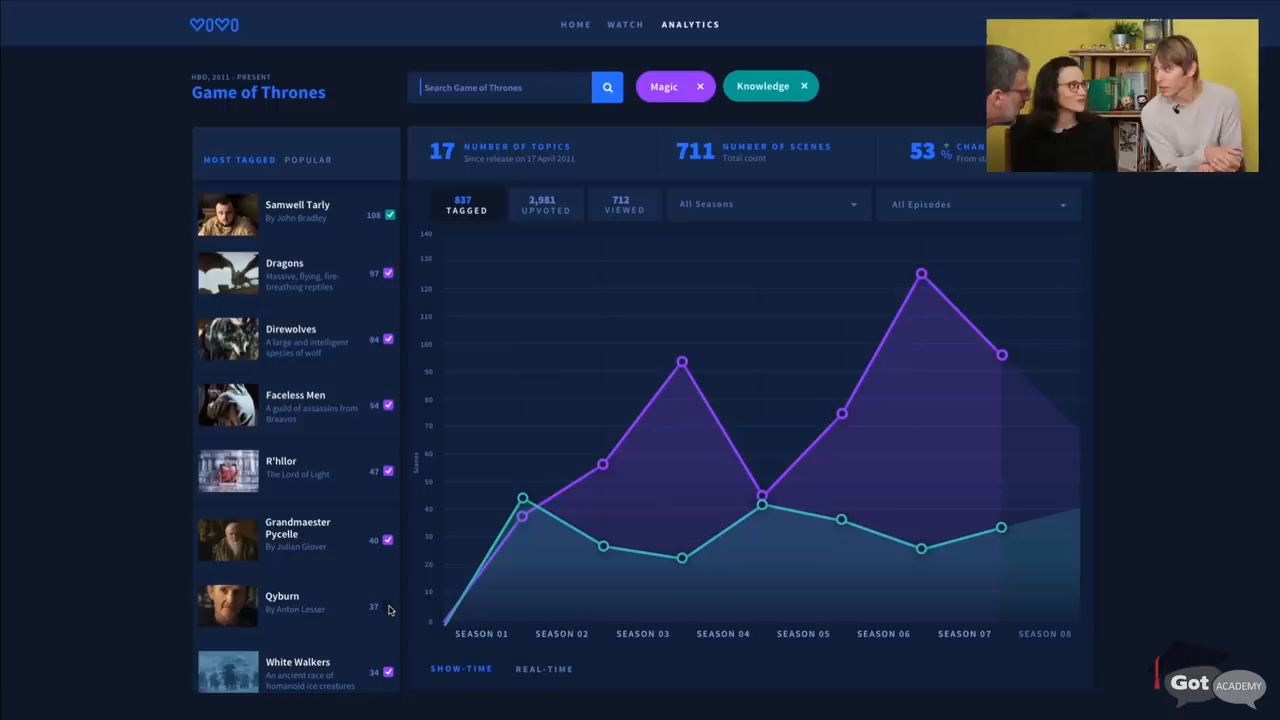 HOME WATCH ANALYTICS
HBO, 2011 - PRESENT
Game of Thrones
Search Game of Thrones
Magic ×
Knowledge ×
MOST TAGGED POPULAR
17 NUMBER OF TOPICS
Since release on 17 April 2011
711 NUMBER OF SCENES
Total count
53 % CHAN
From st
837
TAGGED
2,981
UPVOTED
712
VIEWED
All Seasons
All Episodes
Samwell Tarly
By John Bradley
108
Dragons
Massive, flying, fire-
breathing reptiles
97
Direwolves
A large and intelligent
species of wolf
84
Faceless Men
A guild of assassins from
Braavos
54
R'hllor
The Lord of Light
47
Grandmaester
Pycelle
By Julian Glover
40
Qyburn
By Anton Lesser
37
White Walkers
An ancient race of
humanoid ice creatures
34
140
130
120
110
100
90
80
70
60
50
40
30
20
10
0
Scenes
SEASON 01 SEASON 02 SEASON 03 SEASON 04 SEASON 05 SEASON 06 SEASON 07 SEASON 08
SHOW-TIME REAL-TIME
Got ACADEMY